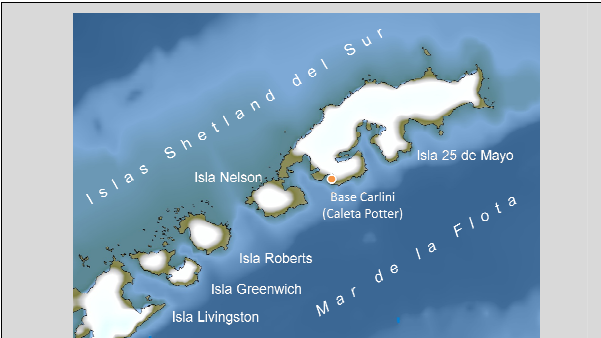 Islas Shetland del Sur
Isla 25 de Mayo
Isla Nelson
Base Carlini
(Caleta Potter)
Mar de la Flota
Isla Roberts
Isla Greenwich
Isla Livingston